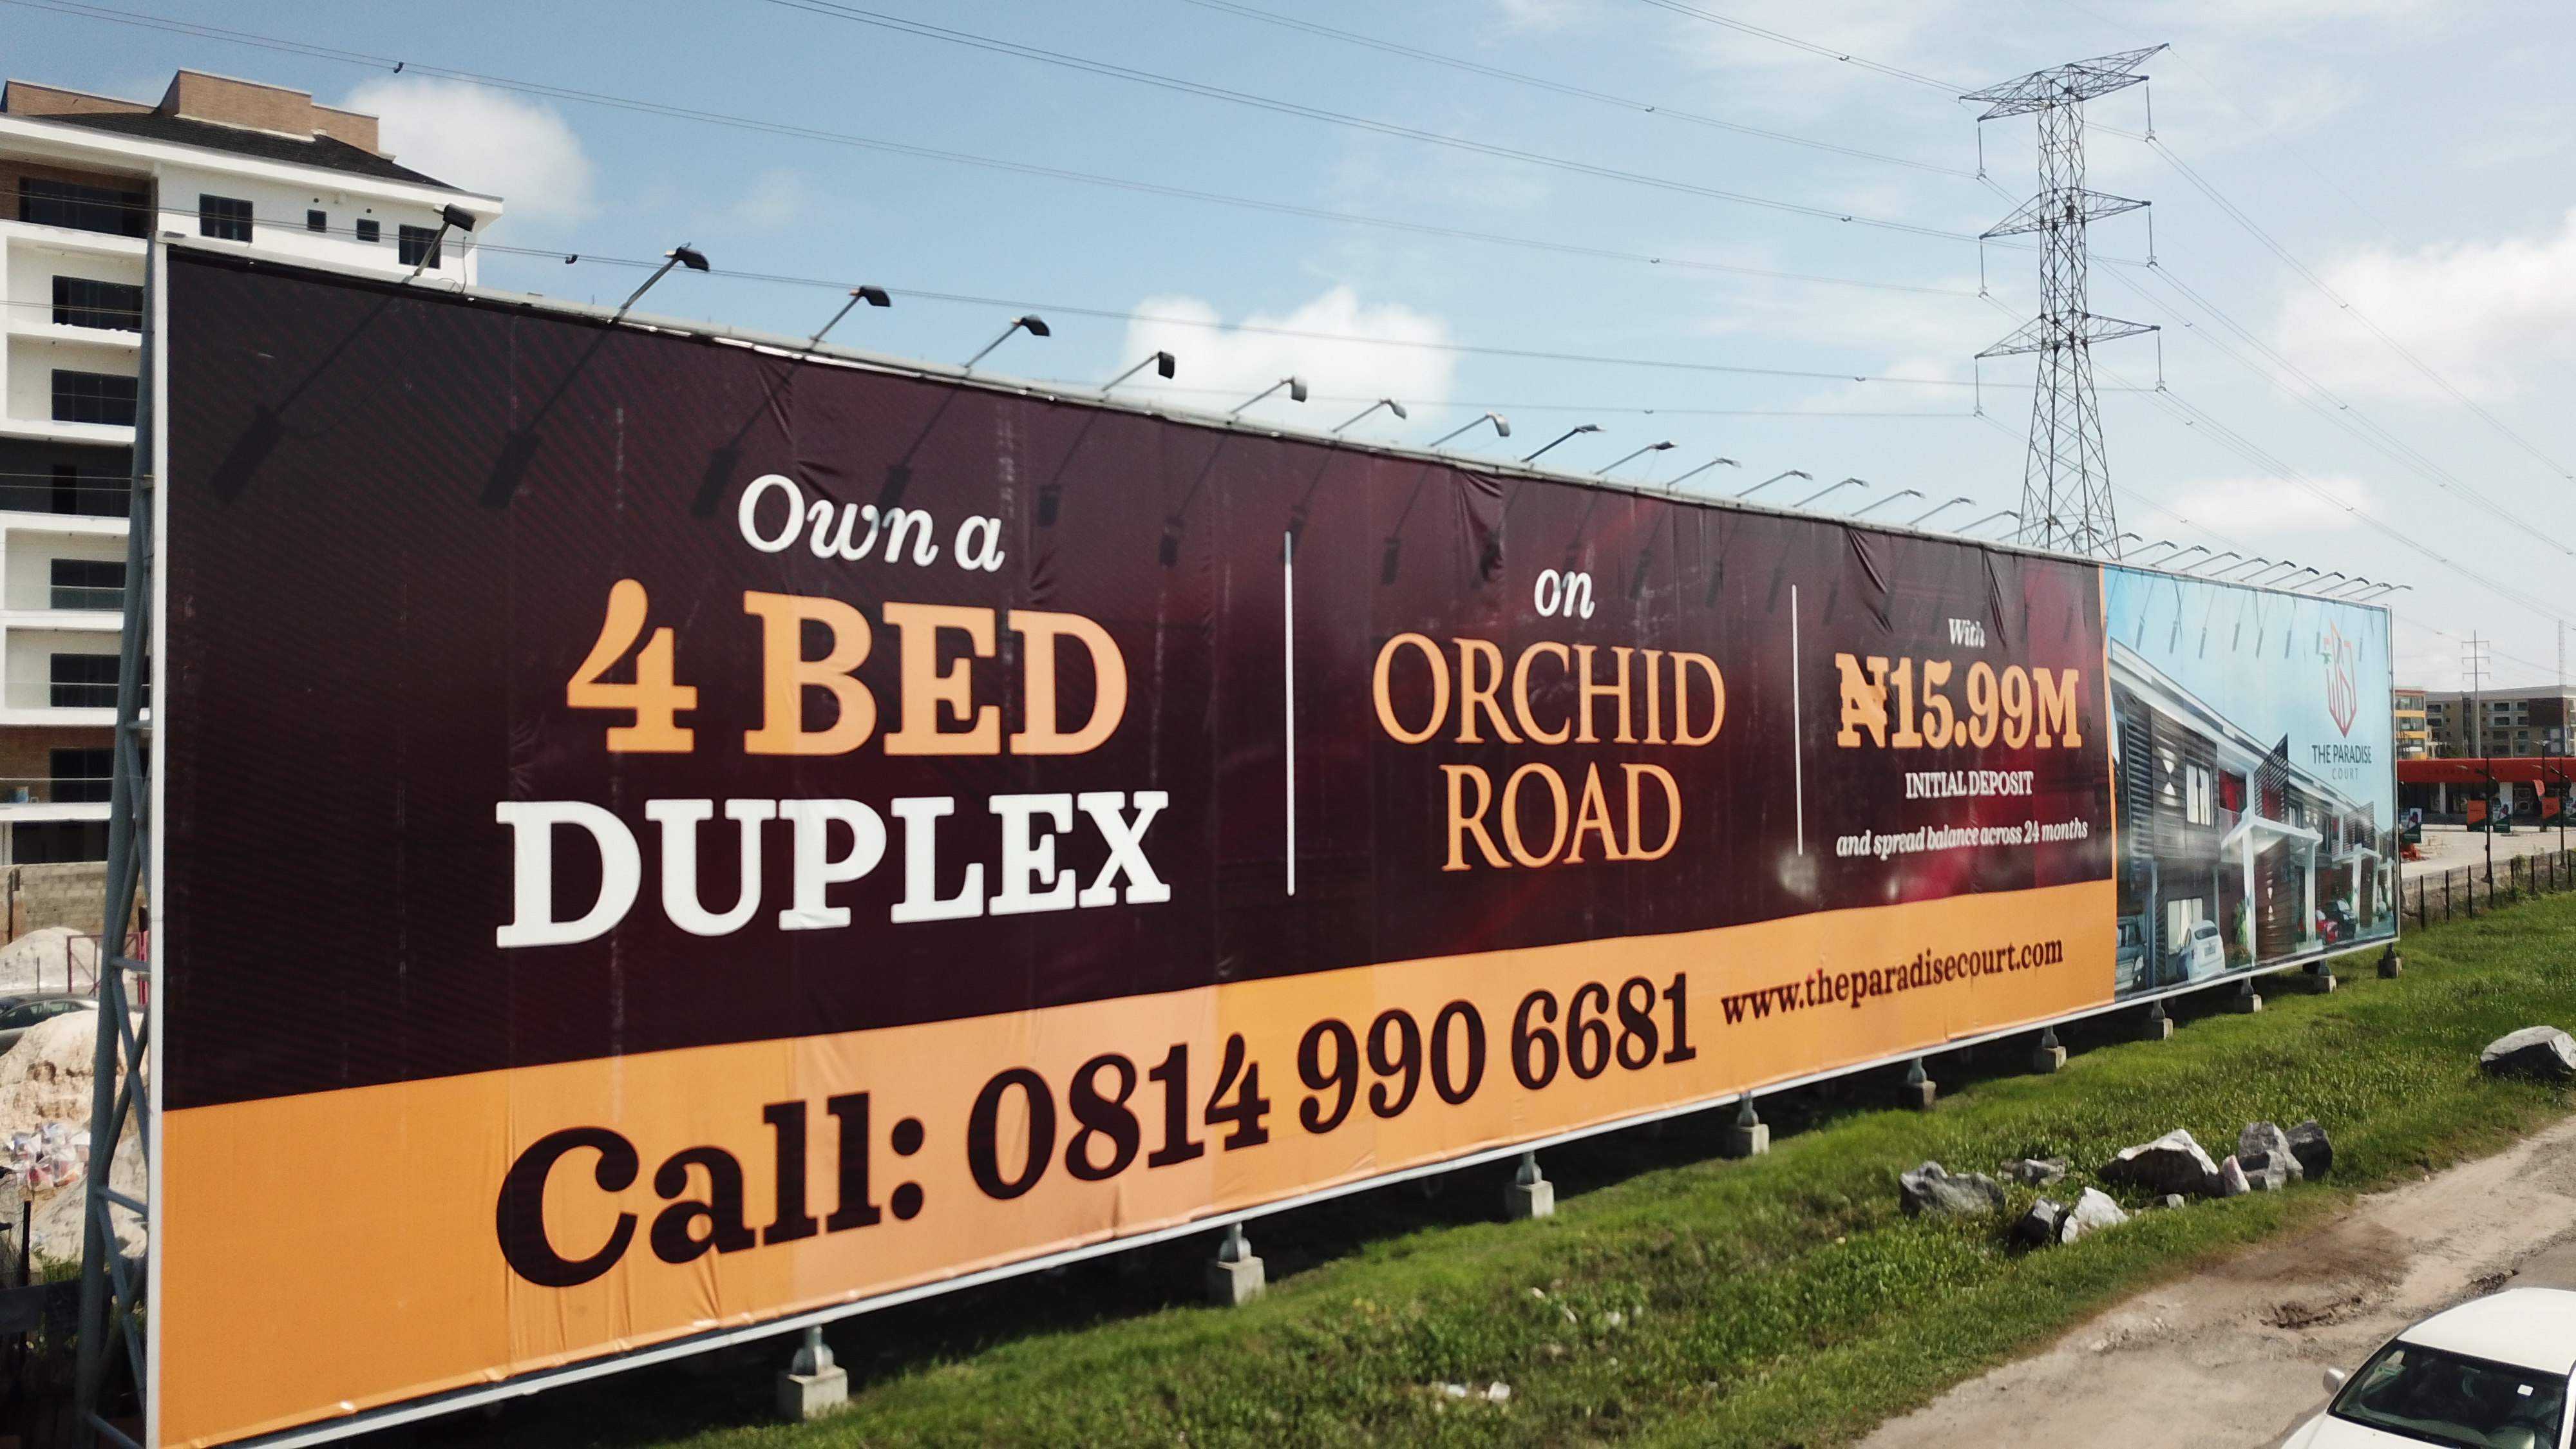 Own a
4 BED
DUPLEX
on
ORCHID
ROAD
With
₦15.99M
INITIAL DEPOSIT
and spread balance across 24 months
Call: 0814 990 6681
www.theparadisecourt.com
THE PARADISE
COURT